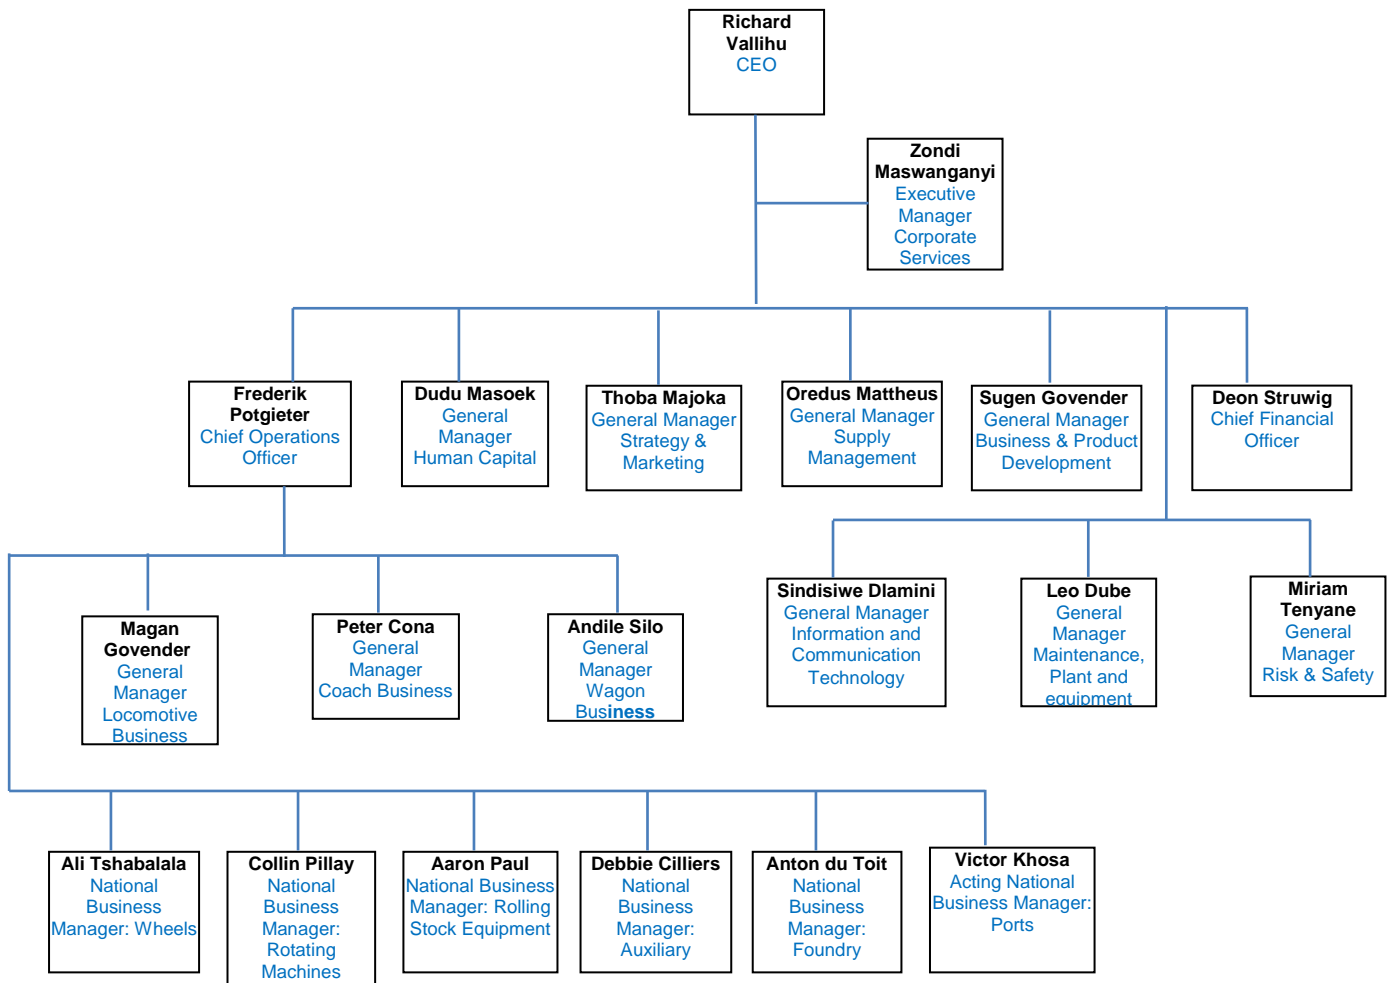 Richard
Vallihu
CEO
Zondi
Maswanganyi
Executive
Manager
Corporate
Services
Frederik
Potgieter
Chief Operations
Officer
Dudu Masoek
General
Manager
Human Capital
Thoba Majoka
General Manager
Strategy &
Marketing
Oredus Mattheus
General Manager
Supply
Management
Sugen Govender
General Manager
Business & Product
Development
Deon Struwig
Chief Financial
Officer
Magan
Govender
General
Manager
Locomotive
Business
Peter Cona
General
Manager
Coach Business
Andile Silo
General
Manager
Wagon
Business
Sindisiwe Dlamini
General Manager
Information and
Communication
Technology
Leo Dube
General
Manager
Maintenance,
Plant and
equipment
Miriam
Tenyane
General
Manager
Risk & Safety
Ali Tshabalala
National
Business
Manager: Wheels
Collin Pillay
National
Business
Manager:
Rotating
Machines
Aaron Paul
National Business
Manager: Rolling
Stock Equipment
Debbie Cilliers
National
Business
Manager:
Auxiliary
Anton du Toit
National
Business
Manager:
Foundry
Victor Khosa
Acting National
Business Manager:
Ports